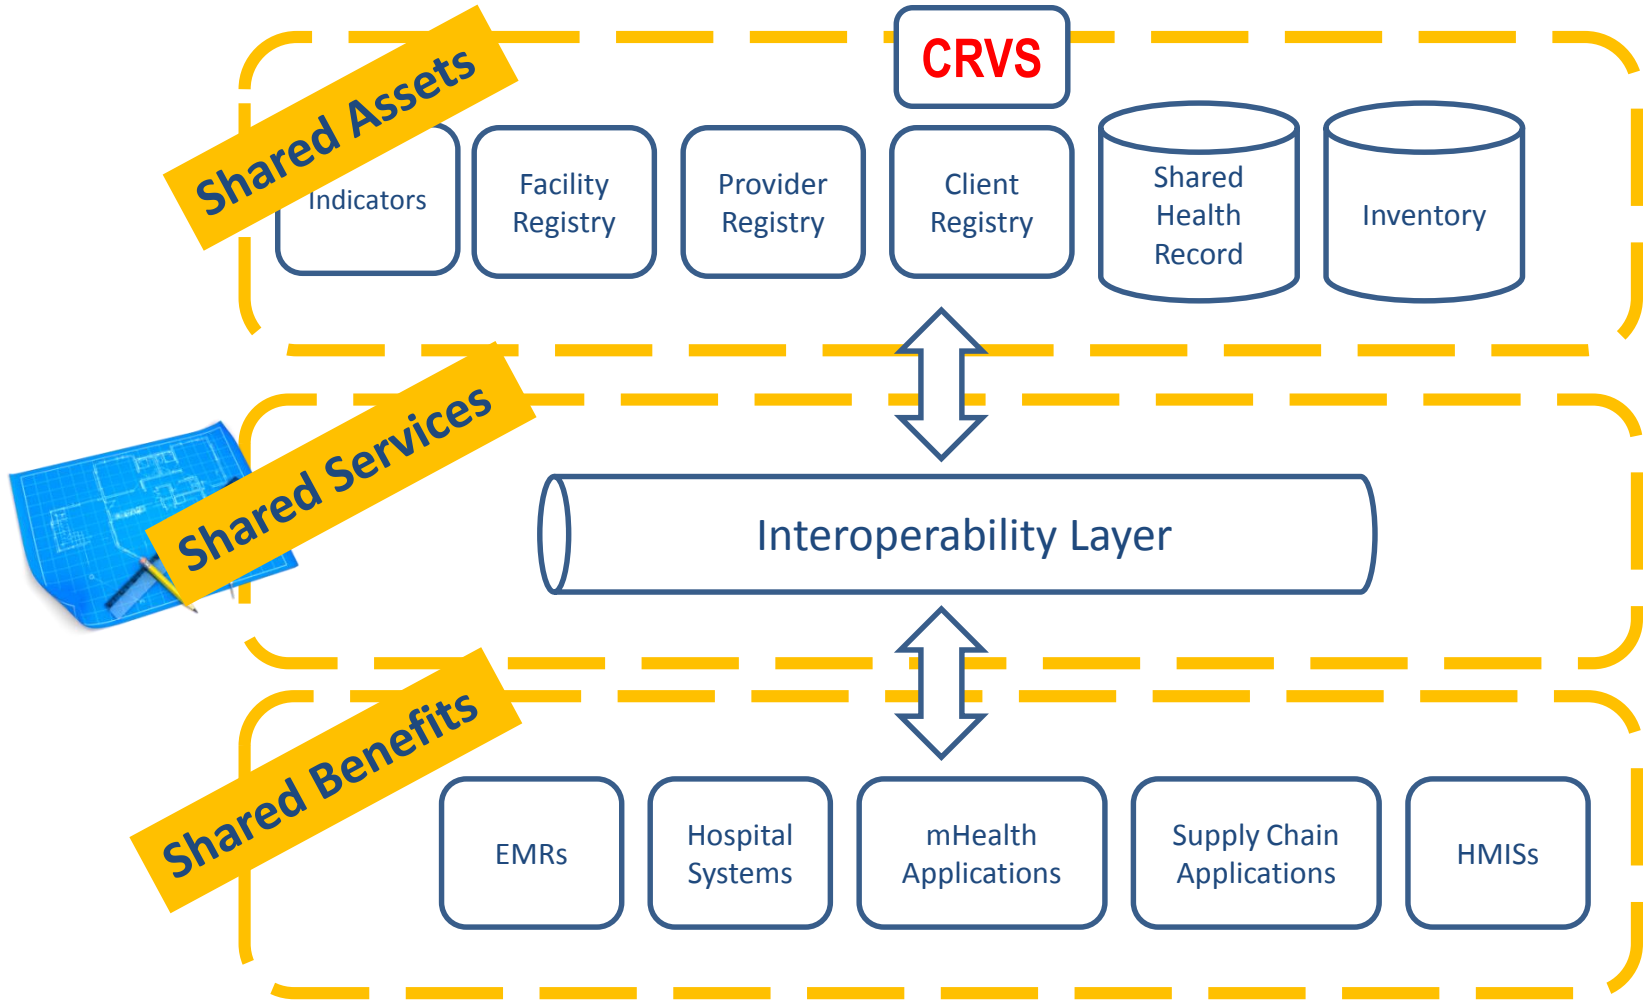 CRVS
Shared Assets
Indicators
Facility
Registry
Provider
Registry
Client
Registry
Shared
Health
Record
Inventory
Shared Services
Interoperability Layer
Shared Benefits
EMRs
Hospital
Systems
mHealth
Applications
Supply Chain
Applications
HMISs